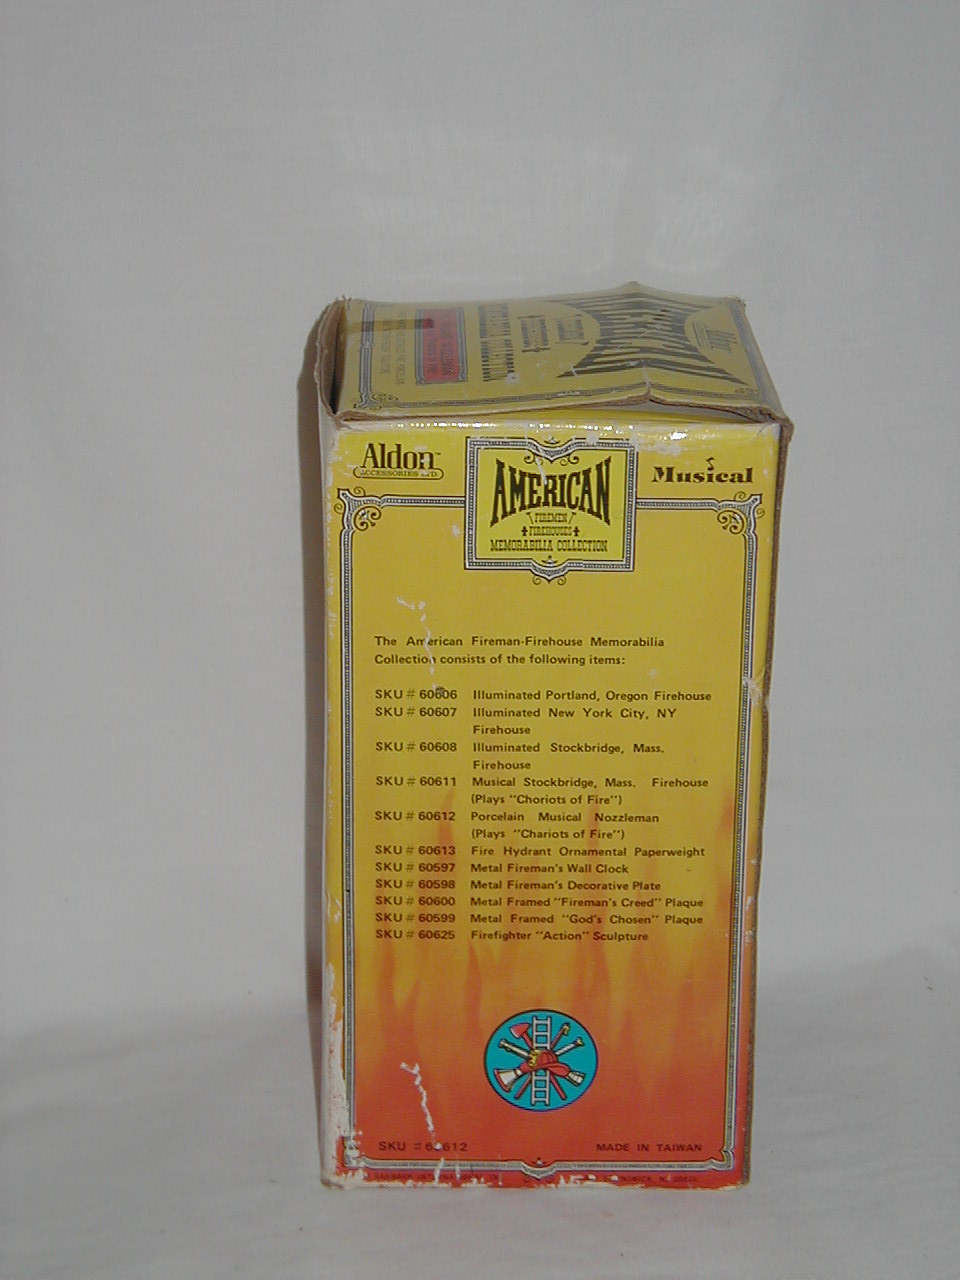 Aldon™
ACCESSORIES LTD
AMERICAN
FIREMEN
FIREHOUSES
MEMORABILIA COLLECTION
Musical
The American Fireman-Firehouse Memorabilia
Collection consists of the following items:
SKU # 60606 Illuminated Portland, Oregon Firehouse
SKU # 60607 Illuminated New York City, NY
Firehouse
SKU # 60608 Illuminated Stockbridge, Mass.
Firehouse
SKU # 60611 Musical Stockbridge, Mass. Firehouse
(Plays "Choriots of Fire")
SKU # 60612 Porcelain Musical Nozzleman
(Plays "Chariots of Fire")
SKU # 60613 Fire Hydrant Ornamental Paperweight
SKU # 60597 Metal Fireman's Wall Clock
SKU # 60598 Metal Fireman's Decorative Plate
SKU # 60600 Metal Framed "Fireman's Creed" Plaque
SKU # 60599 Metal Framed "God's Chosen" Plaque
SKU # 60625 Firefighter "Action" Sculpture
SKU # 60612 MADE IN TAIWAN